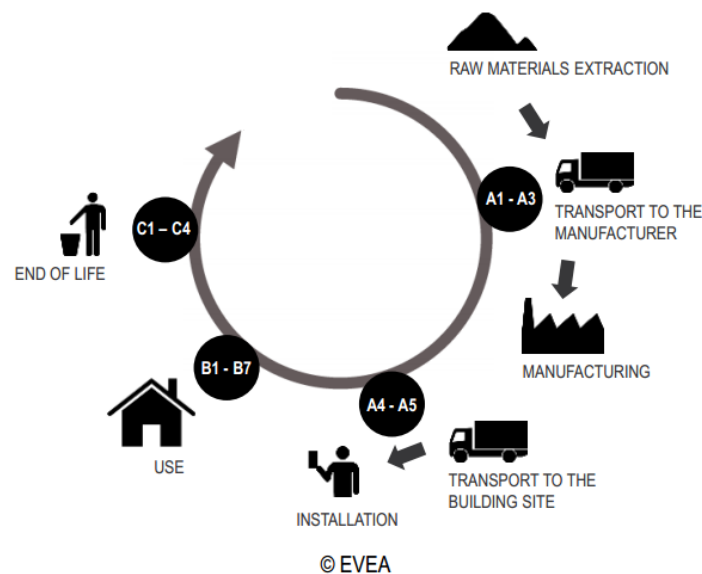 RAW MATERIALS EXTRACTION
A1 - A3
TRANSPORT TO THE
MANUFACTURER
MANUFACTURING
A4 - A5
TRANSPORT TO THE
BUILDING SITE
INSTALLATION
B1 - B7
USE
C1 – C4
END OF LIFE
© EVEA